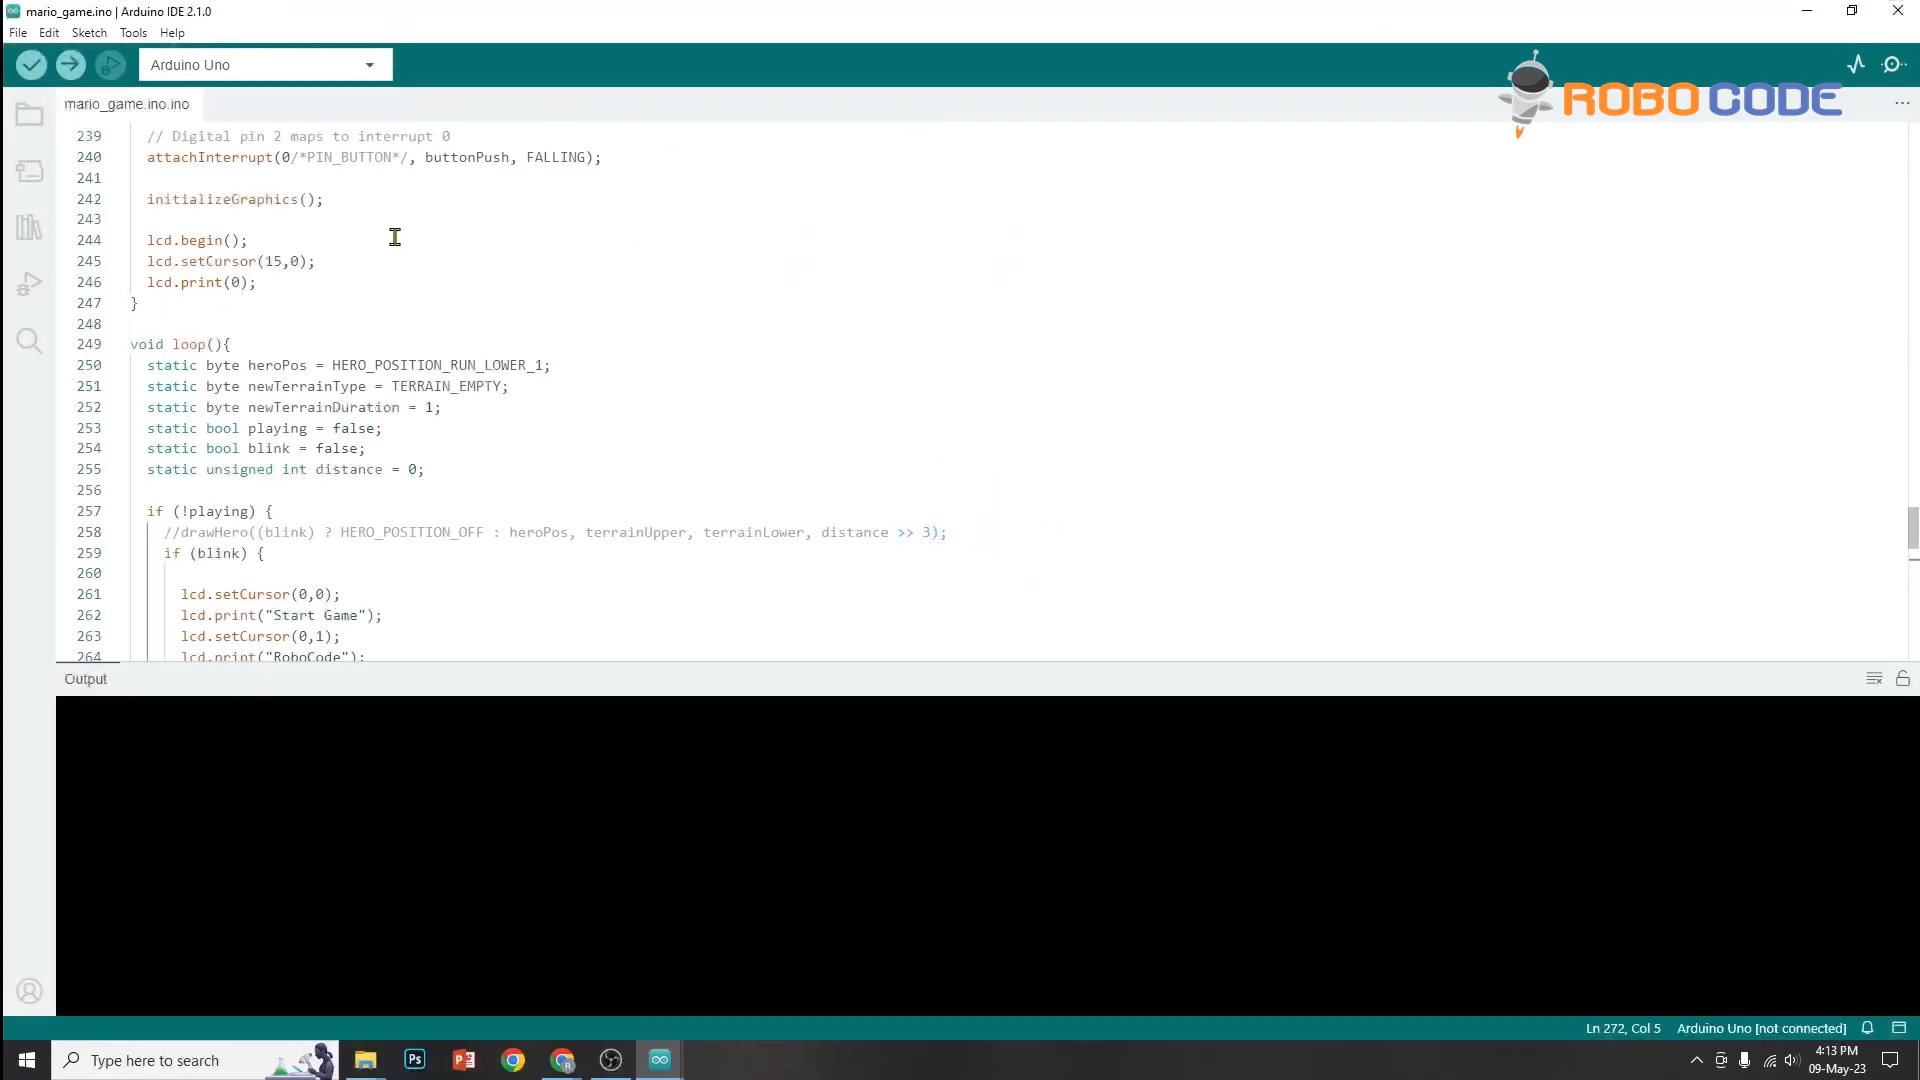 mario_game.ino | Arduino IDE 2.1.0
File Edit Sketch Tools Help
Arduino Uno
ROBO CODE
mario_game.ino.ino
239 // Digital pin 2 maps to interrupt 0
240 attachInterrupt(0/*PIN_BUTTON*/, buttonPush, FALLING);
241
242 initializeGraphics();
243
244 lcd.begin();
245 lcd.setCursor(15,0);
246 lcd.print(0);
247 }
248
249 void loop(){
250 static byte heroPos = HERO_POSITION_RUN_LOWER_1;
251 static byte newTerrainType = TERRAIN_EMPTY;
252 static byte newTerrainDuration = 1;
253 static bool playing = false;
254 static bool blink = false;
255 static unsigned int distance = 0;
256
257 if (!playing) {
258 //drawHero((blink) ? HERO_POSITION_OFF : heroPos, terrainUpper, terrainLower, distance >> 3);
259 if (blink) {
260
261 lcd.setCursor(0,0);
262 lcd.print("Start Game");
263 lcd.setCursor(0,1);
264 lcd.print("RoboCode");
Output
Ln 272, Col 5 Arduino Uno [not connected]
Type here to search
Ps
4:13 PM
09-May-23